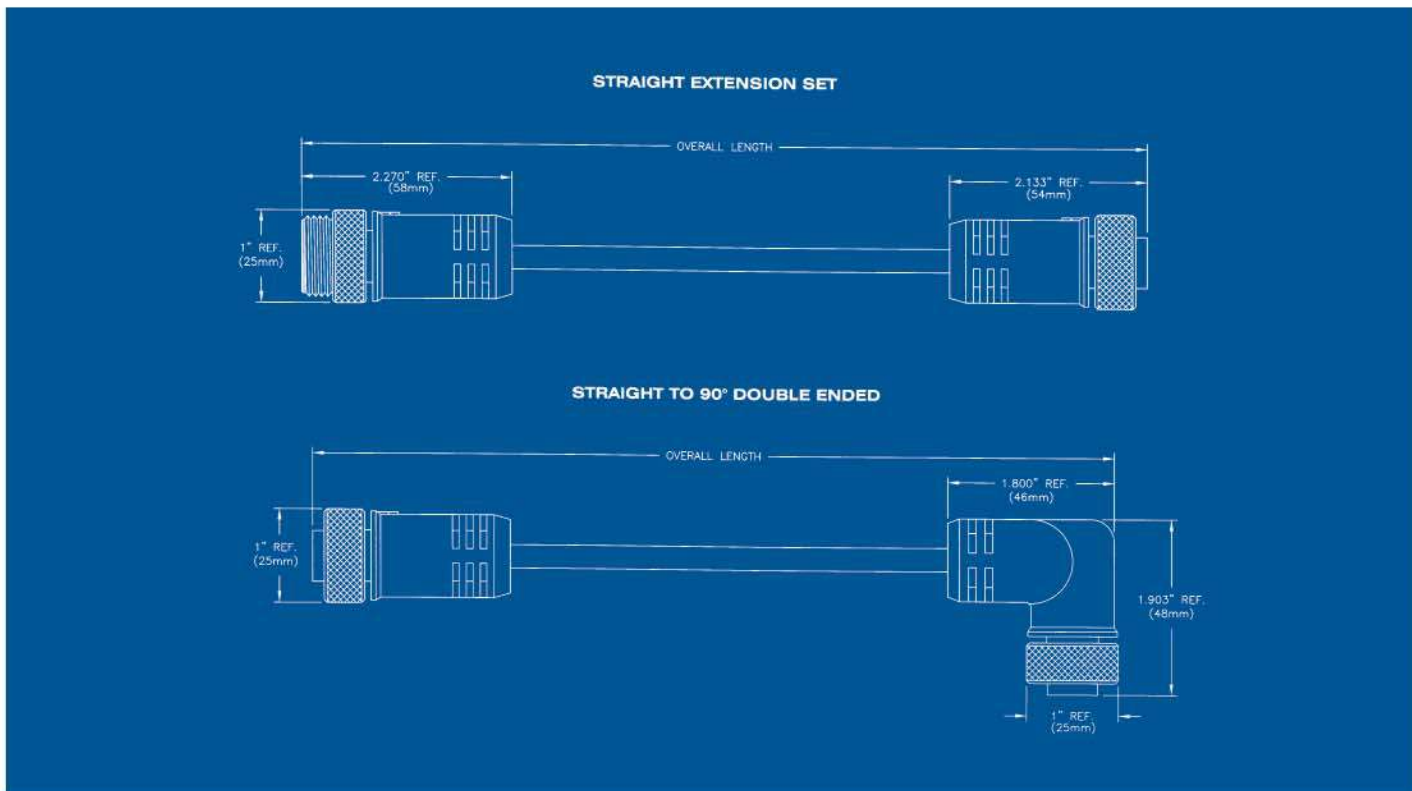 STRAIGHT EXTENSION SET
OVERALL LENGTH
2.270" REF.
(58mm)
2.133" REF.
(54mm)
1" REF.
(25mm)
STRAIGHT TO 90° DOUBLE ENDED
OVERALL LENGTH
1.800" REF.
(46mm)
1" REF.
(25mm)
1.903" REF.
(48mm)
1" REF.
(25mm)